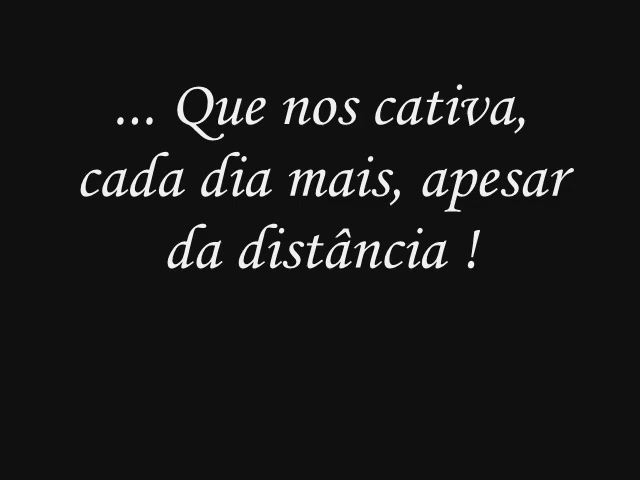 ... Que nos cativa,
cada dia mais, apesar
da distância !